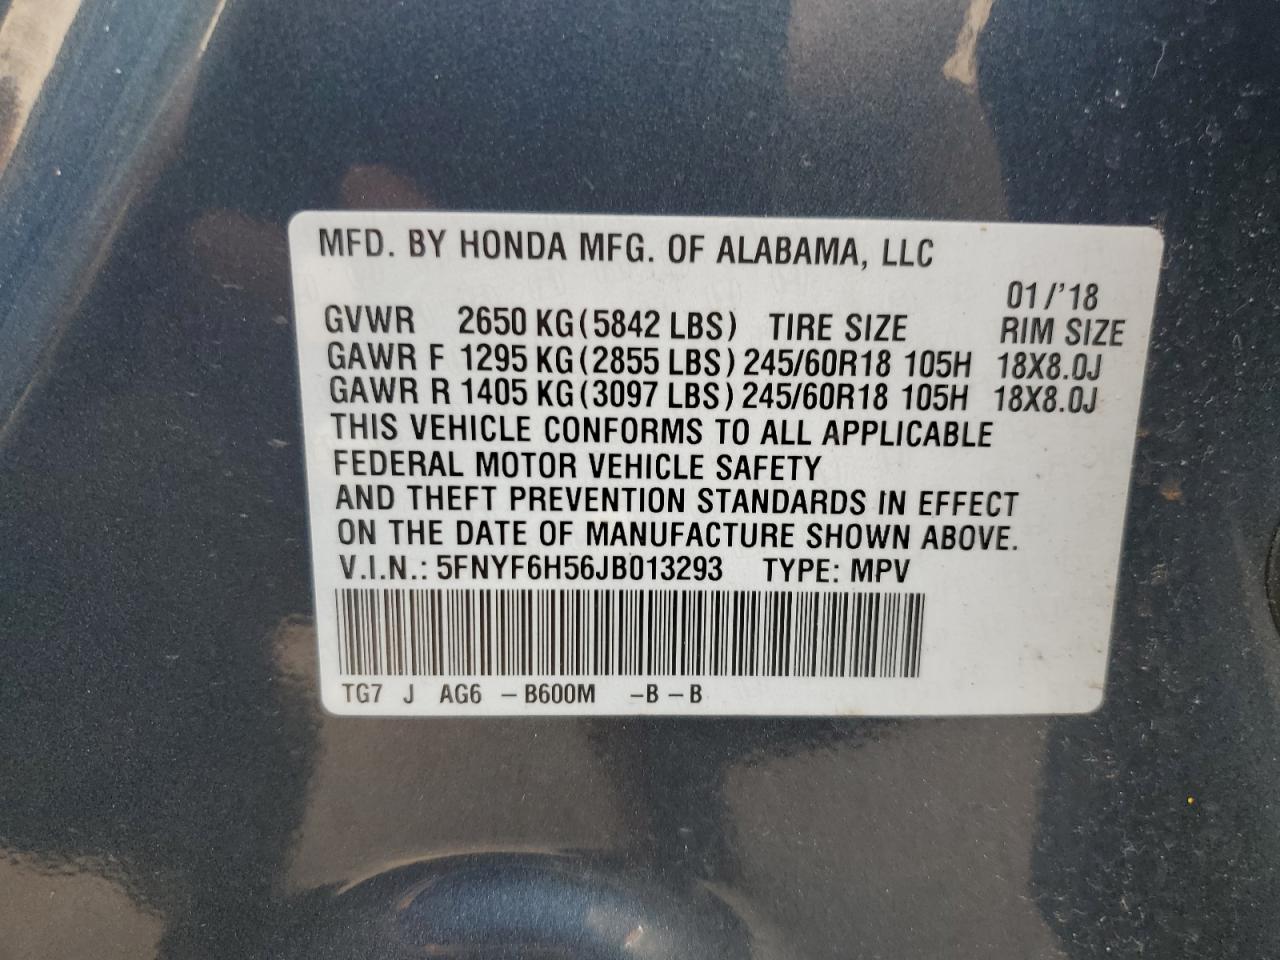 MFD. BY HONDA MFG. OF ALABAMA, LLC
01/'18
GVWR 2650 KG(5842 LBS) TIRE SIZE RIM SIZE
GAWR F 1295 KG(2855 LBS) 245/60R18 105H 18X8.0J
GAWR R 1405 KG(3097 LBS) 245/60R18 105H 18X8.0J
THIS VEHICLE CONFORMS TO ALL APPLICABLE
FEDERAL MOTOR VEHICLE SAFETY
AND THEFT PREVENTION STANDARDS IN EFFECT
ON THE DATE OF MANUFACTURE SHOWN ABOVE.
V.I.N.: 5FNYF6H56JB013293 TYPE: MPV
TG7 J AG6 - B600M -B - B